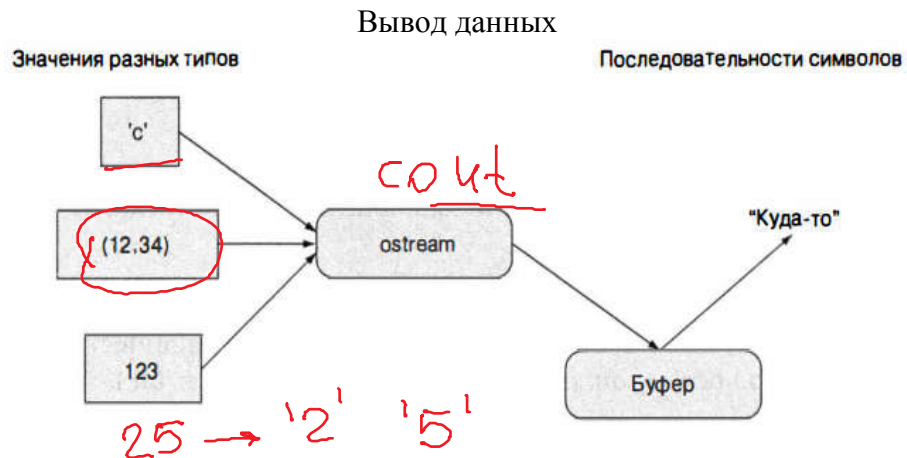 Вывод данных
Значения разных типов
Последовательности символов
'c'
cout
(12,34)
ostream
"Куда-то"
123
Буфер
25 → '2' '5'